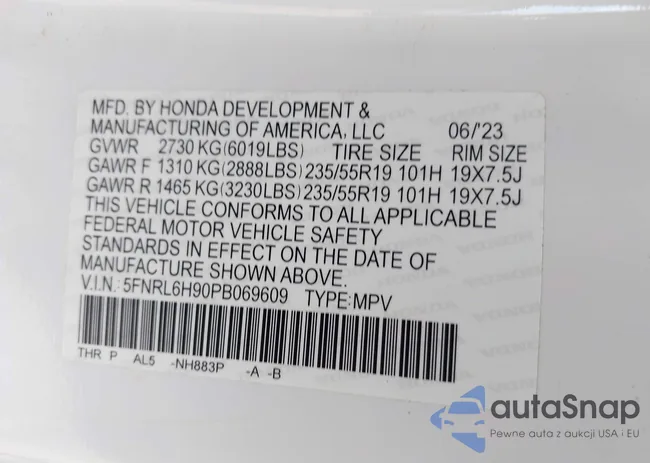 MFD. BY HONDA DEVELOPMENT &
MANUFACTURING OF AMERICA, LLC 06/'23
GVWR 2730 KG(6019LBS) TIRE SIZE RIM SIZE
GAWR F 1310 KG(2888LBS) 235/55R19 101H 19X7.5J
GAWR R 1465 KG(3230LBS) 235/55R19 101H 19X7.5J
THIS VEHICLE CONFORMS TO ALL APPLICABLE
FEDERAL MOTOR VEHICLE SAFETY
STANDARDS IN EFFECT ON THE DATE OF
MANUFACTURE SHOWN ABOVE.
V.I.N.:5FNRL6H90PB069609 TYPE:MPV
THR P AL5 -NH883P -A -B
autaSnap
Pewne auta z aukcji USA i EU